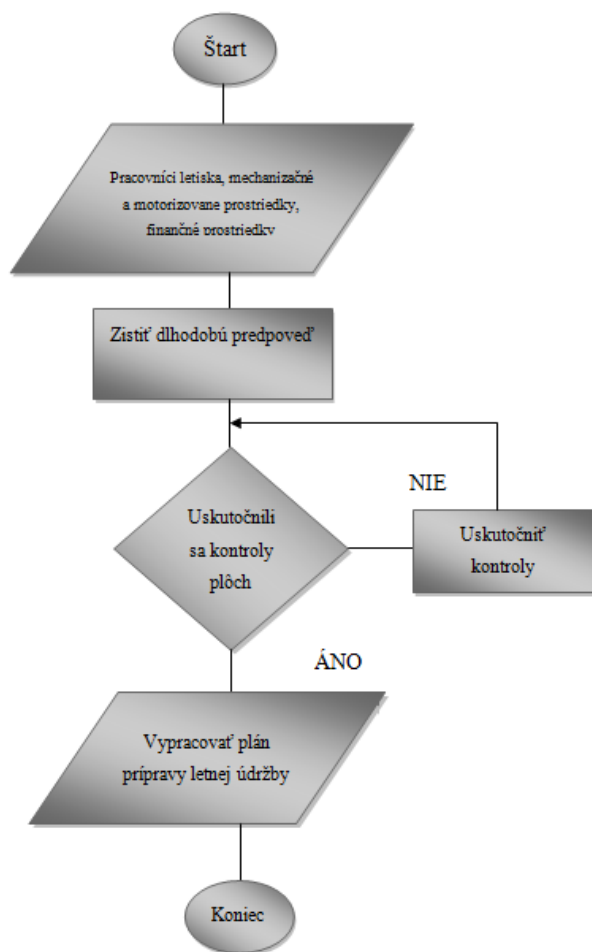 Štart
Pracovníci letiska, mechanizačné
a motorizovane prostriedky,
finančné prostriedky
Zistiť dlhodobú predpoveď
NIE
Uskutočnili
sa kontroly
plôch
Uskutočniť
kontroly
ÁNO
Vypracovať plán
prípravy letnej údržby
Koniec